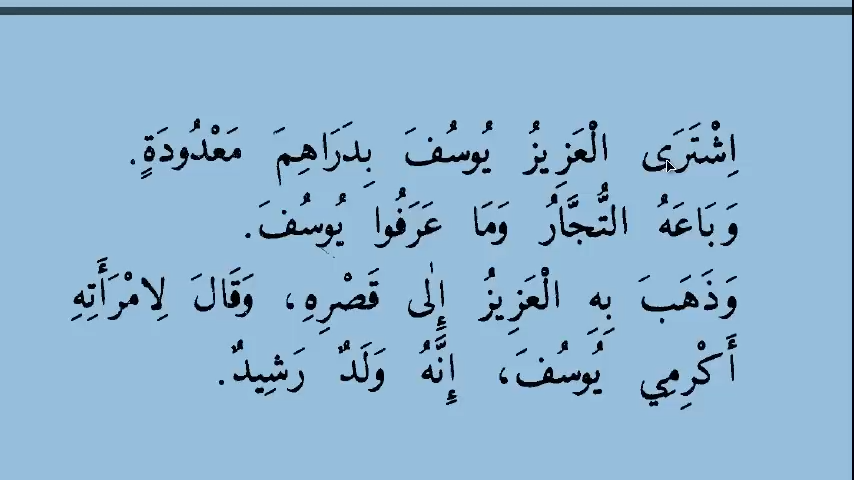 اِشْتَرَى الْعَزِيزُ يُوسُفَ بِدَرَاهِمَ مَعْدُودَةٍ.
وَبَاعَهُ التُّجَّارُ وَمَا عَرَفُوا يُوسُفَ.
وَذَهَبَ بِهِ الْعَزِيزُ إِلٰى قَصْرِهِ، وَقَالَ لِامْرَأَتِهِ
أَكْرِمِي يُوسُفَ، إِنَّهُ وَلَدٌ رَشِيدٌ.